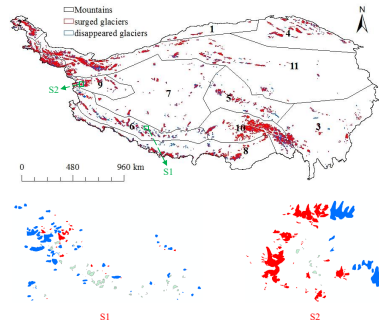 Mountains
surged glaciers
disappeared glaciers
N
1
4
2
11
S2
9
7
5
3
6
10
8
S1
0 480 960 km
S1 S2